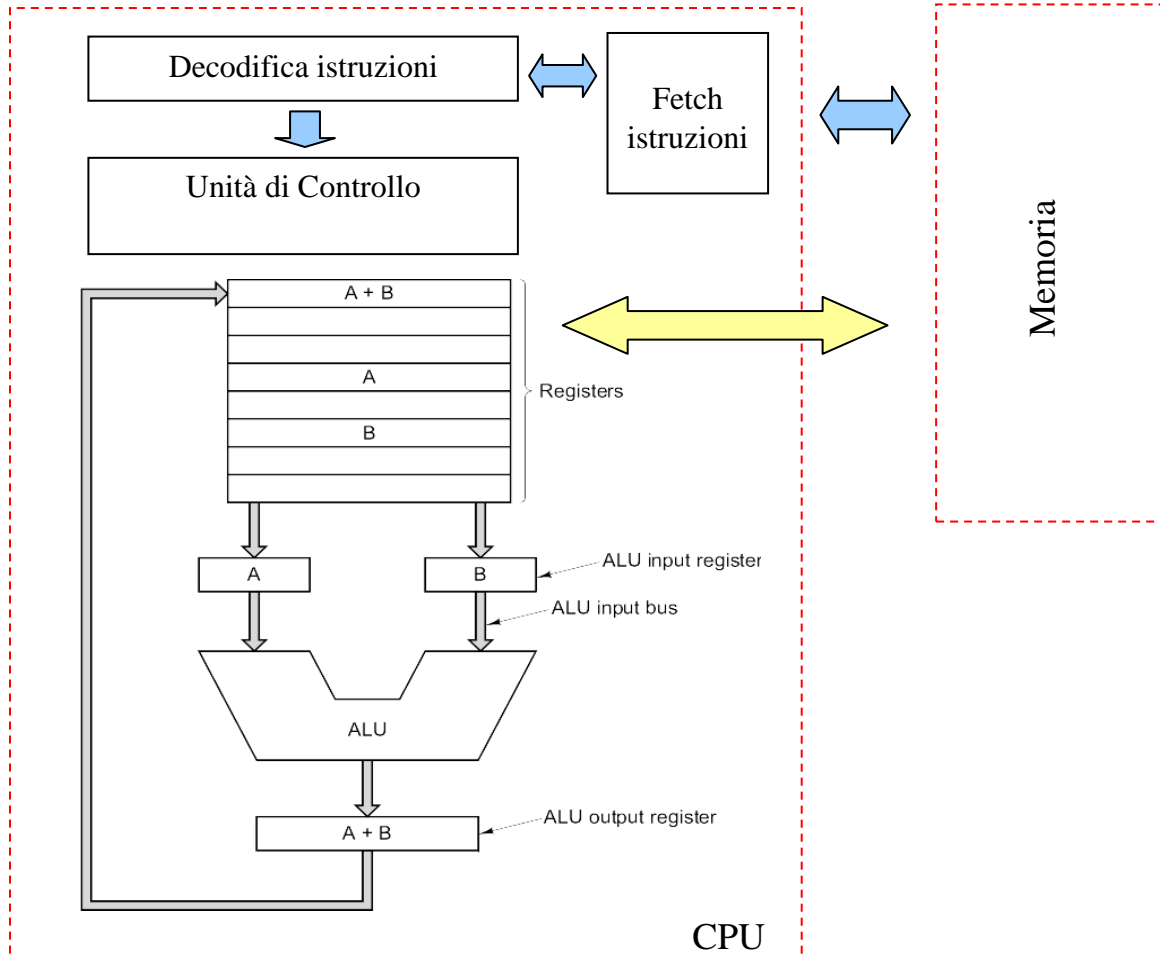 Decodifica istruzioni
Fetch
istruzioni
Unità di Controllo
Memoria
A + B
A
B
Registers
A
B
ALU input register
ALU input bus
ALU
A + B
ALU output register
CPU